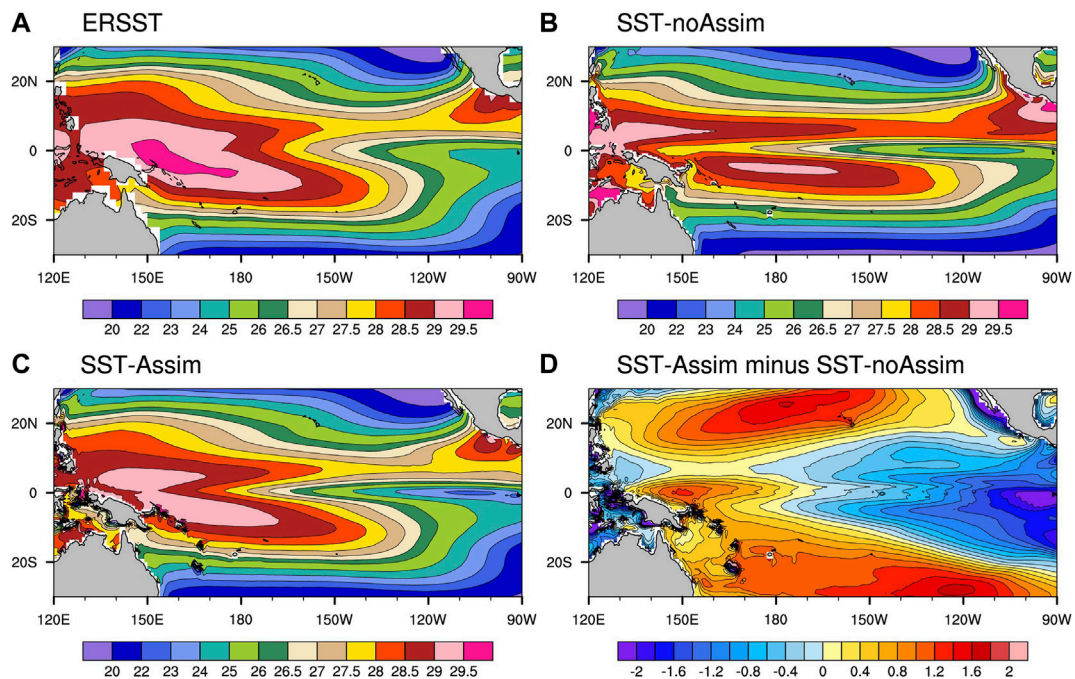 A ERSST
B SST-noAssim
20N
0
20S
120E 150E 180 150W 120W 90W
20 22 23 24 25 26 26.5 27 27.5 28 28.5 29 29.5
20N
0
20S
120E 150E 180 150W 120W 90W
20 22 23 24 25 26 26.5 27 27.5 28 28.5 29 29.5
C SST-Assim
D SST-Assim minus SST-noAssim
20N
0
20S
120E 150E 180 150W 120W 90W
20 22 23 24 25 26 26.5 27 27.5 28 28.5 29 29.5
20N
0
20S
120E 150E 180 150W 120W 90W
-2 -1.6 -1.2 -0.8 -0.4 0 0.4 0.8 1.2 1.6 2